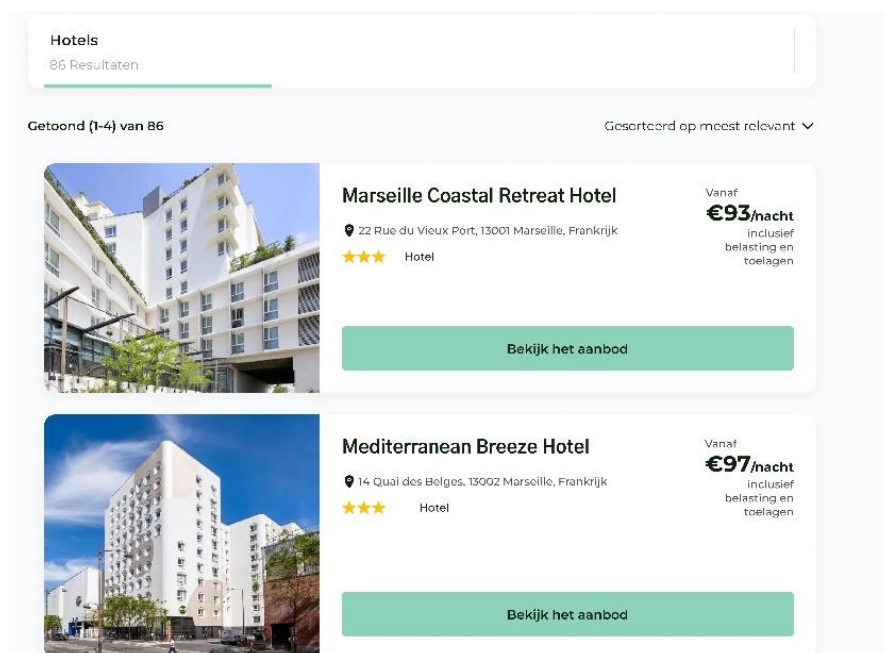 Hotels
86 Resultaten
Getoond (1-4) van 86
Gesorteerd op meest relevant
Marseille Coastal Retreat Hotel
22 Rue du Vieux Port, 13001 Marseille, Frankrijk
Hotel
Vanaf
€93/nacht
inclusief
belasting en
toelagen
Bekijk het aanbod
Mediterranean Breeze Hotel
14 Quai des Belges, 13002 Marseille, Frankrijk
Hotel
Vanaf
€97/nacht
inclusief
belasting en
toelagen
Bekijk het aanbod